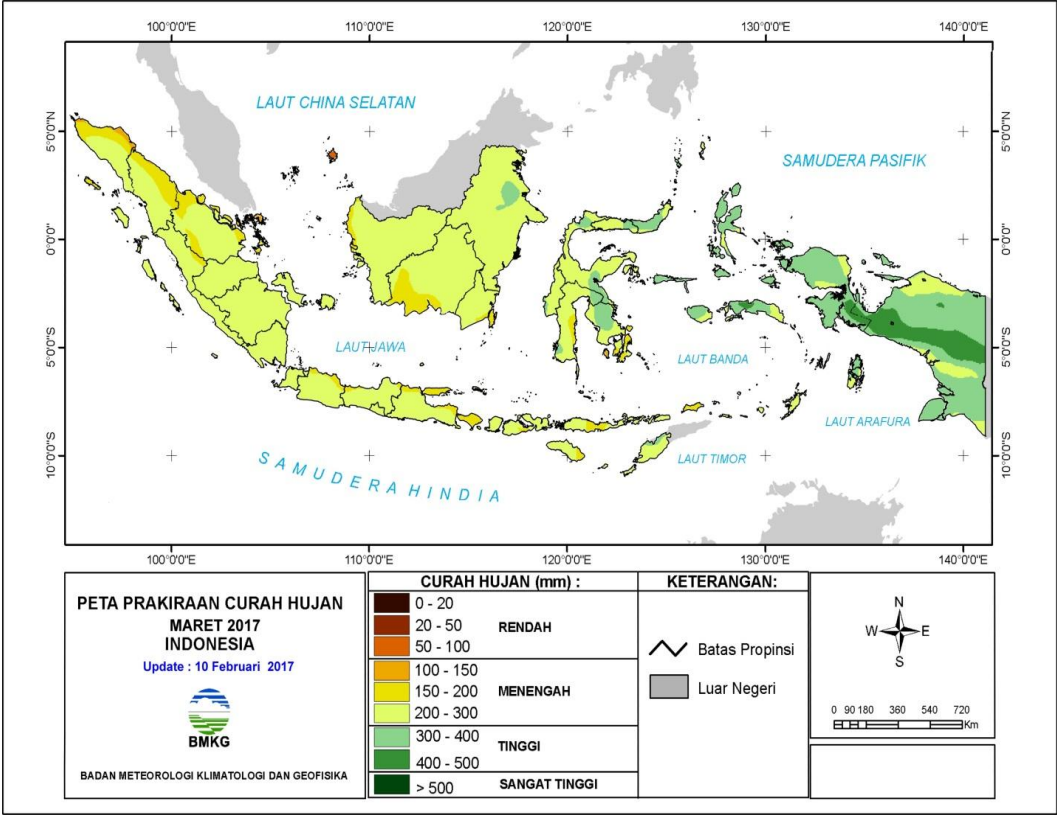 100°0'0"E 110°0'0"E 120°0'0"E 130°0'0"E 140°0'0"E
5°0'0"N 5°0'0"N
0°0'0" 0°0'0"
5°0'0"S 5°0'0"S
10°0'0"S 10°0'0"S
LAUT CHINA SELATAN
SAMUDERA PASIFIK
LAUT JAWA
LAUT BANDA
LAUT ARAFURA
LAUT TIMOR
SAMUDERA HINDIA
100°0'0"E 110°0'0"E 120°0'0"E 130°0'0"E 140°0'0"E
PETA PRAKIRAAN CURAH HUJAN
MARET 2017
INDONESIA
Update : 10 Februari 2017
BMKG
BADAN METEOROLOGI KLIMATOLOGI DAN GEOFISIKA
CURAH HUJAN (mm) :
0 - 20
20 - 50
50 - 100
RENDAH
100 - 150
150 - 200
200 - 300
MENENGAH
300 - 400
400 - 500
TINGGI
> 500
SANGAT TINGGI
KETERANGAN:
Batas Propinsi
Luar Negeri
N
W E
S
0 90 180 360 540 720
Km